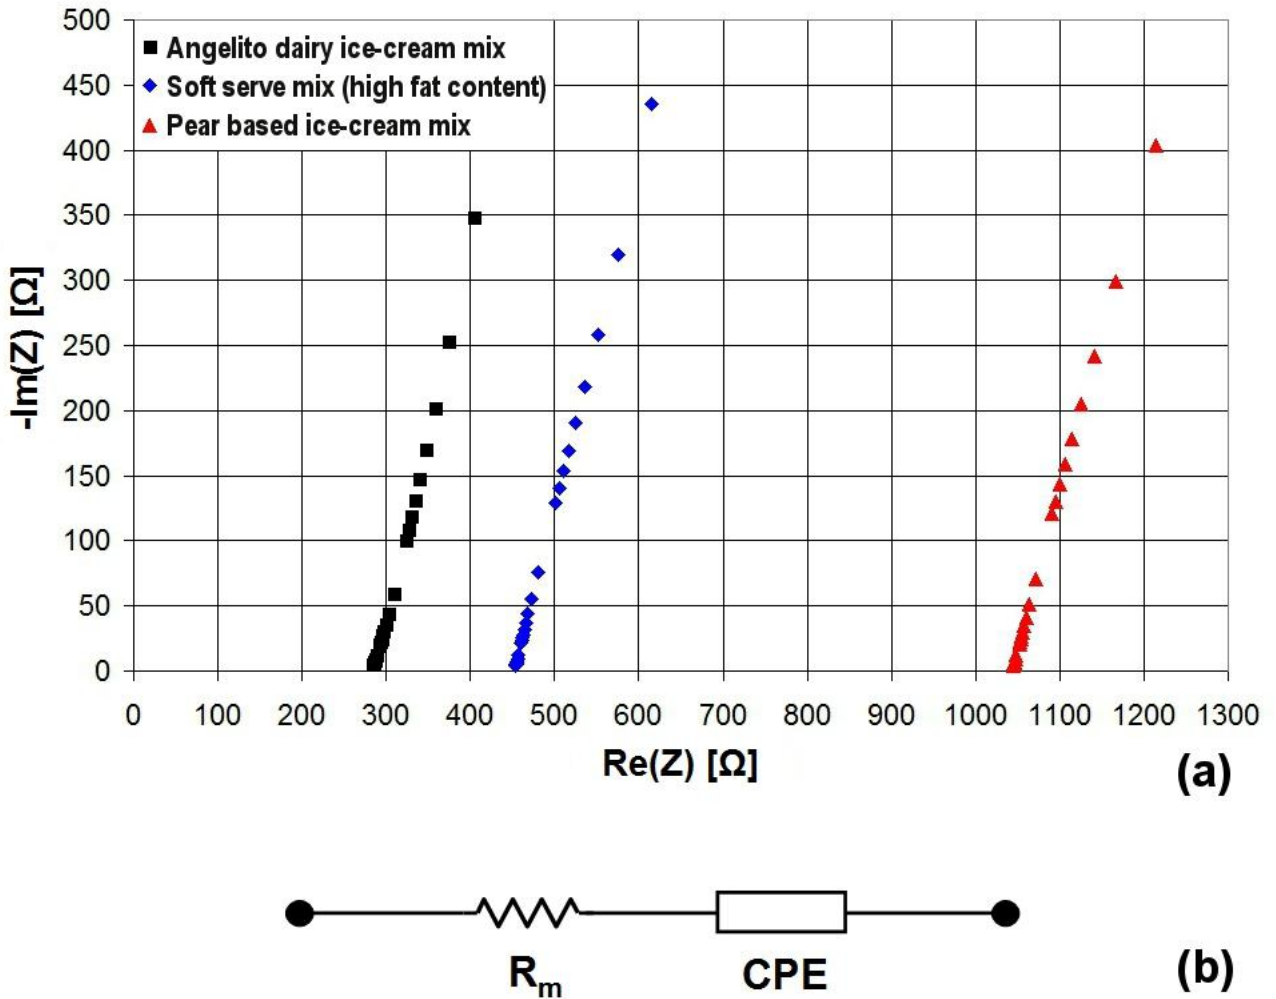 500
Angelito dairy ice-cream mix
450
Soft serve mix (high fat content)
Pear based ice-cream mix
400
350
300
250
200
150
100
50
0
-Im(Z) [Ω]
0 100 200 300 400 500 600 700 800 900 1000 1100 1200 1300
Re(Z) [Ω]
(a)
Rm
CPE
(b)